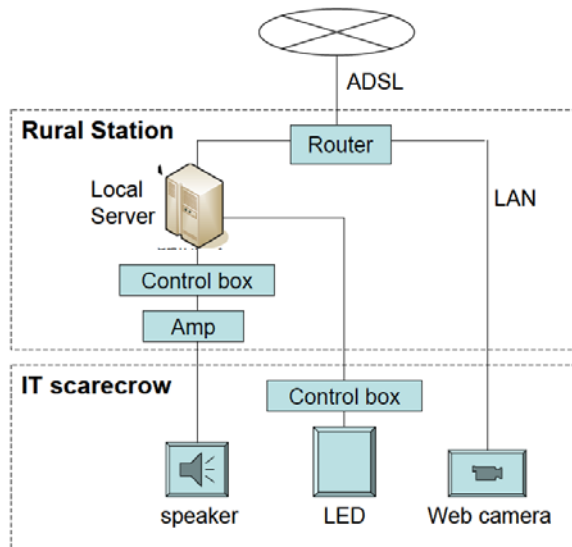 ADSL
Rural Station
Router
Local
Server
LAN
Control box
Amp
IT scarecrow
Control box
speaker
LED
Web camera